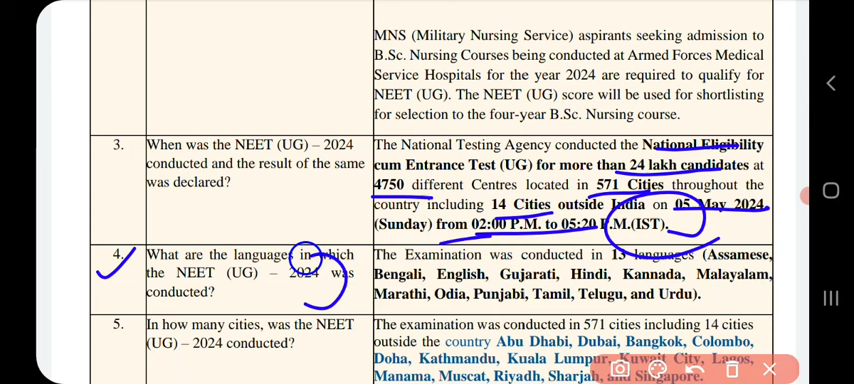 MNS (Military Nursing Service) aspirants seeking admission to
B.Sc. Nursing Courses being conducted at Armed Forces Medical
Service Hospitals for the year 2024 are required to qualify for
NEET (UG). The NEET (UG) score will be used for shortlisting
for selection to the four-year B.Sc. Nursing course.
3.
When was the NEET (UG) – 2024
conducted and the result of the same
was declared?
The National Testing Agency conducted the National Eligibility
cum Entrance Test (UG) for more than 24 lakh candidates at
4750 different Centres located in 571 Cities throughout the
country including 14 Cities outside India on 05 May 2024,
(Sunday) from 02:00 P.M. to 05:20 P.M.(IST).
4.
What are the languages in which
the NEET (UG) – 2024 was
conducted?
The Examination was conducted in 13 languages (Assamese,
Bengali, English, Gujarati, Hindi, Kannada, Malayalam,
Marathi, Odia, Punjabi, Tamil, Telugu, and Urdu).
5.
In how many cities, was the NEET
(UG) – 2024 conducted?
The examination was conducted in 571 cities including 14 cities
outside the country Abu Dhabi, Dubai, Bangkok, Colombo,
Doha, Kathmandu, Kuala Lumpur, Kuwait City, Lagos,
Manama, Muscat, Riyadh, Sharjah, and Singapore.